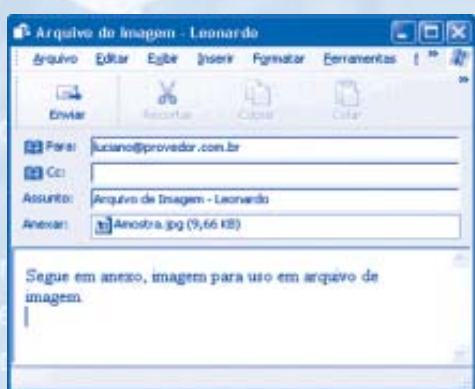 Arquivo de Imagem - Leonardo
Arquivo Editar Exibir Inserir Formatar Ferramentas »
Enviar Recortar Copiar Colar »
Para: luciano@provedor.com.br
Cc:
Assunto: Arquivo de Imagem - Leonardo
Anexar: Amostra.jpg (9,66 KB)
Segue em anexo, imagem para uso em arquivo de
imagem